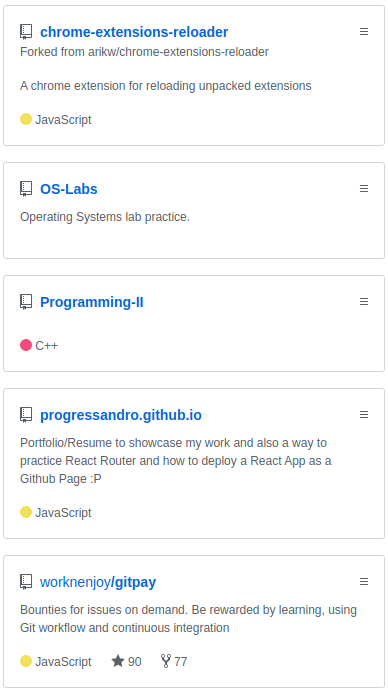 chrome-extensions-reloader
Forked from arikw/chrome-extensions-reloader
A chrome extension for reloading unpacked extensions
JavaScript
OS-Labs
Operating Systems lab practice.
Programming-II
C++
progressandro.github.io
Portfolio/Resume to showcase my work and also a way to
practice React Router and how to deploy a React App as a
Github Page :P
JavaScript
worknenjoy/gitpay
Bounties for issues on demand. Be rewarded by learning, using
Git workflow and continuous integration
JavaScript 90 77